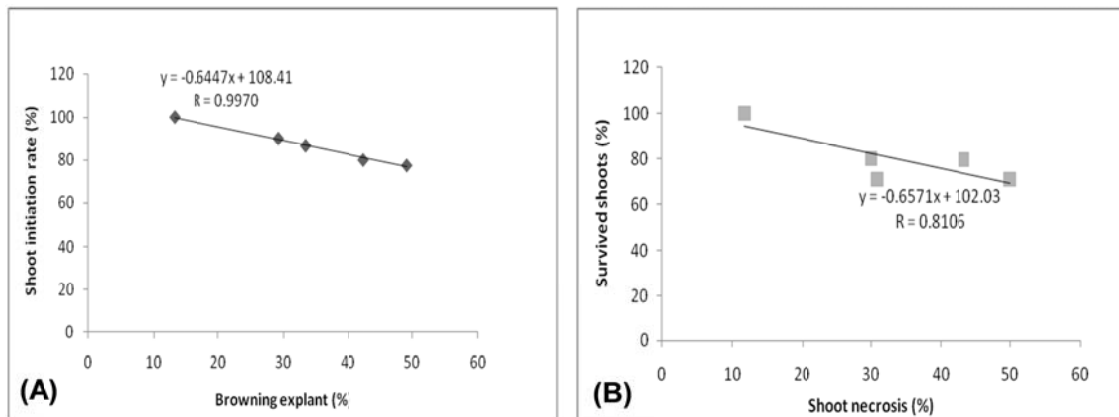 120
y = -0.6447x + 108.41
R = 0.9970
100
80
60
40
20
0
0 10 20 30 40 50 60
Shoot initiation rate (%)
Browning explant (%
(A)
120
100
80
60
40
20
0
y = -0.6571x + 102.03
R = 0.8105
0 10 20 30 40 50 60
Survived shoots (%)
Shoot necrosis (%)
(B)